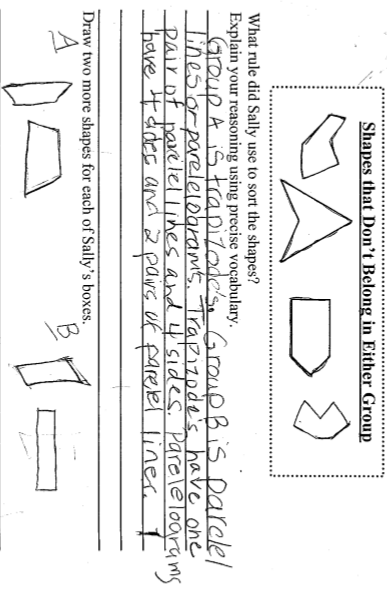 Shapes that Don't Belong in Either Group
What rule did Sally use to sort the shapes?
Explain your reasoning using precise vocabulary.
Group A is trapizode's. Group B is parelel
lines or parelelograms. Trapizode's have one
pair of parelel lines and 4 sides. Parelelograms
have 4 sides and 2 pairs of parelel lines.
Draw two more shapes for each of Sally's boxes.
A
B